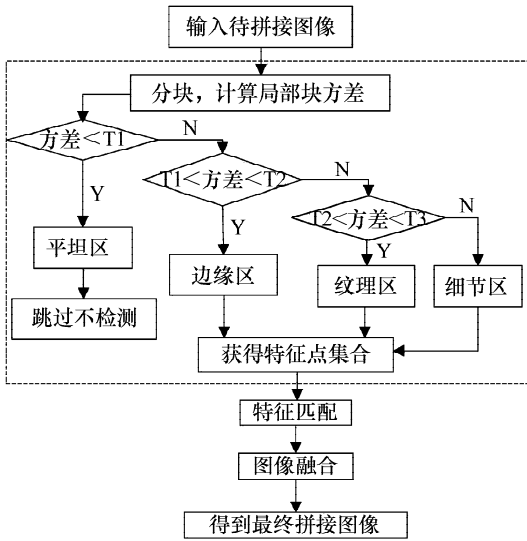 输入待拼接图像
分块，计算局部块方差
方差＜T1
N
T1＜方差＜T2
N
Y
T2＜方差＜T3
N
Y
Y
平坦区
边缘区
纹理区
细节区
跳过不检测
获得特征点集合
特征匹配
图像融合
得到最终拼接图像